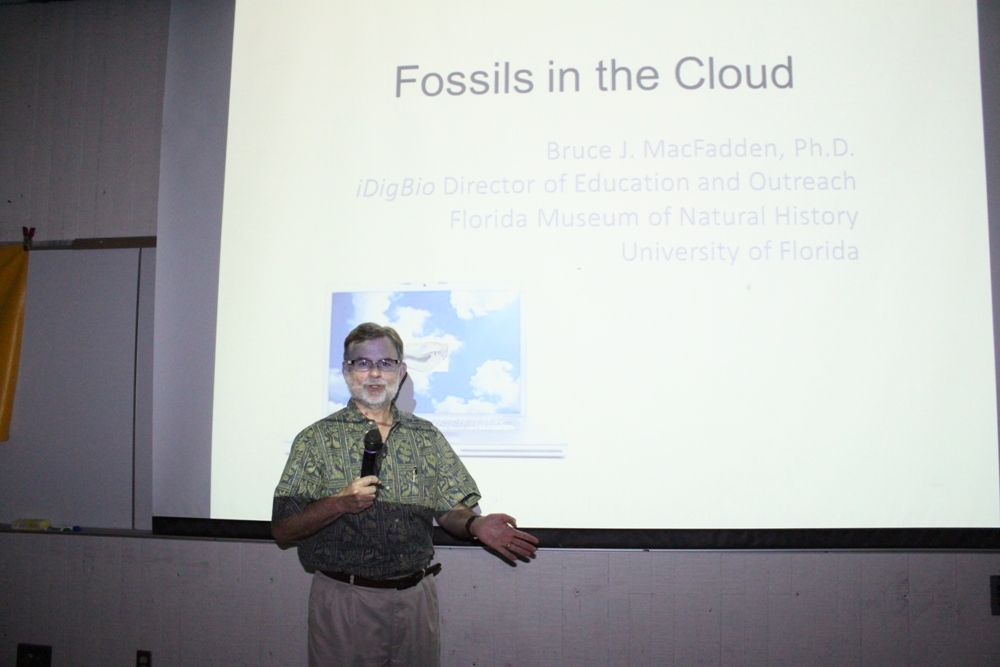 Fossils in the Cloud
Bruce J. MacFadden, Ph.D.
iDigBio Director of Education and Outreach
Florida Museum of Natural History
University of Florida